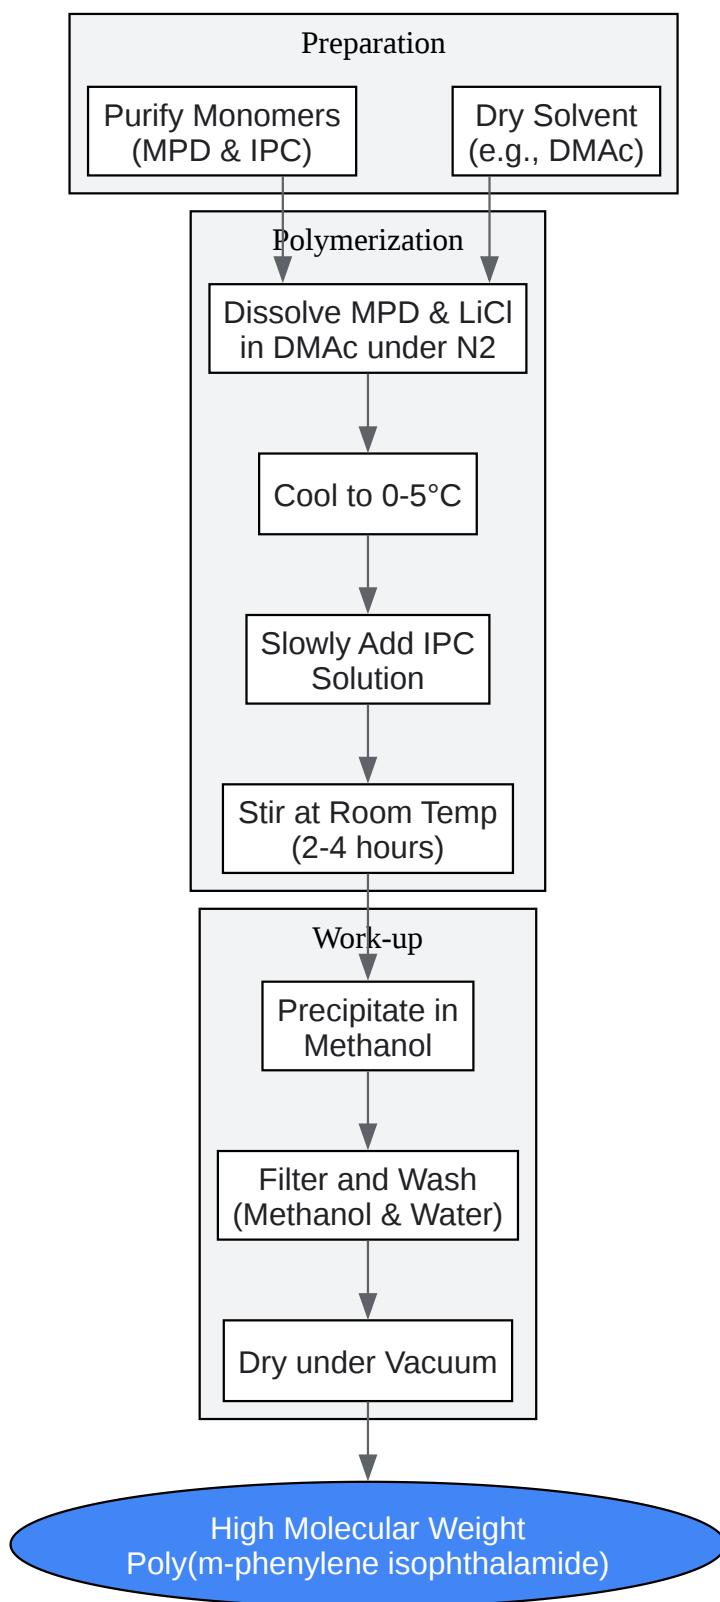 Preparation
Purify Monomers
(MPD & IPC)
Dry Solvent
(e.g., DMAc)
Polymerization
Dissolve MPD & LiCl
in DMAc under N2
Cool to 0-5°C
Slowly Add IPC
Solution
Stir at Room Temp
(2-4 hours)
Work-up
Precipitate in
Methanol
Filter and Wash
(Methanol & Water)
Dry under Vacuum
High Molecular Weight
Poly(m-phenylene isophthalamide)